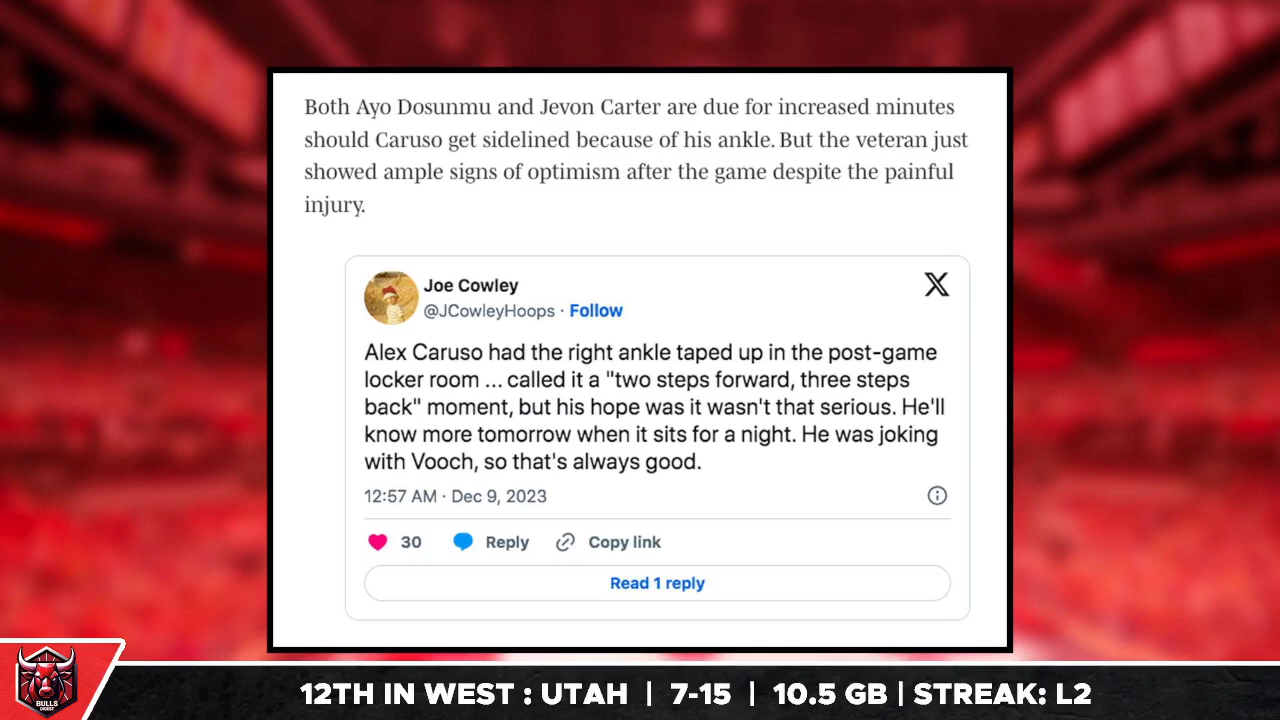 Both Ayo Dosunmu and Jevon Carter are due for increased minutes
should Caruso get sidelined because of his ankle. But the veteran just
showed ample signs of optimism after the game despite the painful
injury.
Joe Cowley
@JCowleyHoops · Follow
Alex Caruso had the right ankle taped up in the post-game
locker room ... called it a "two steps forward, three steps
back" moment, but his hope was it wasn't that serious. He'll
know more tomorrow when it sits for a night. He was joking
with Vooch, so that's always good.
12:57 AM · Dec 9, 2023
30 Reply Copy link
Read 1 reply
BULLS
DIGEST
12TH IN WEST : UTAH | 7-15 | 10.5 GB | STREAK: L2